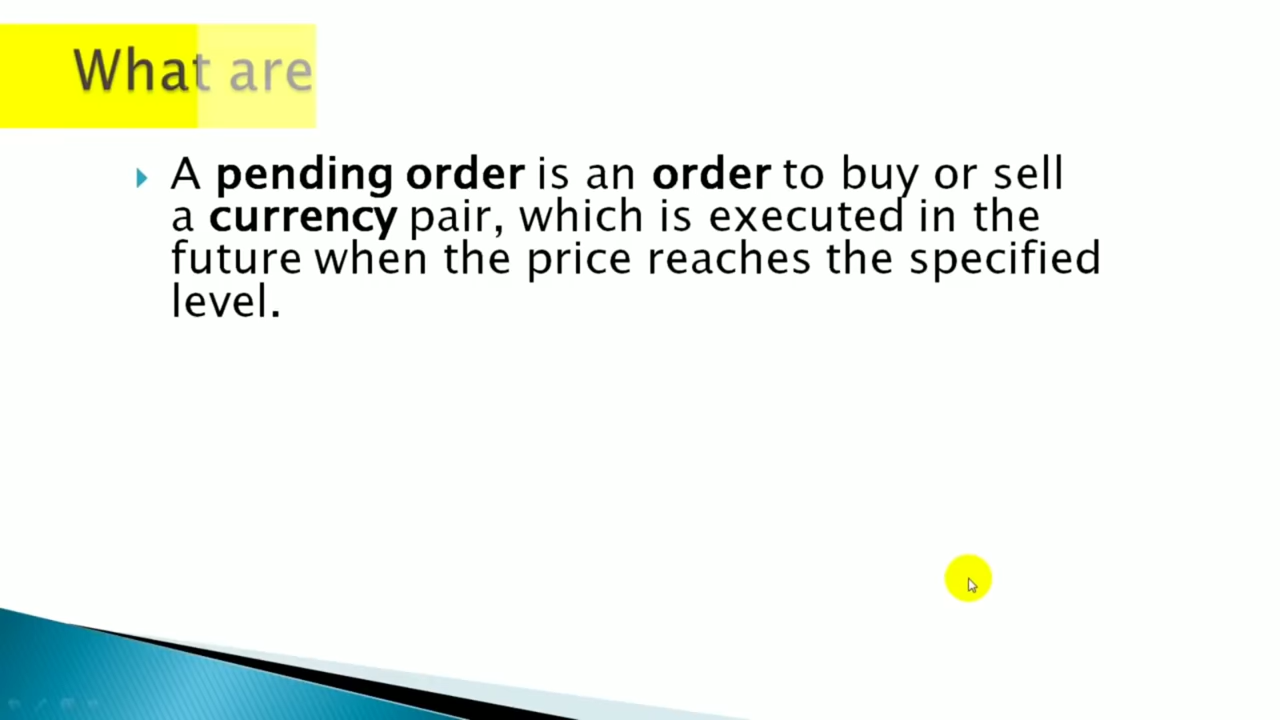 What are
A pending order is an order to buy or sell
a currency pair, which is executed in the
future when the price reaches the specified
level.